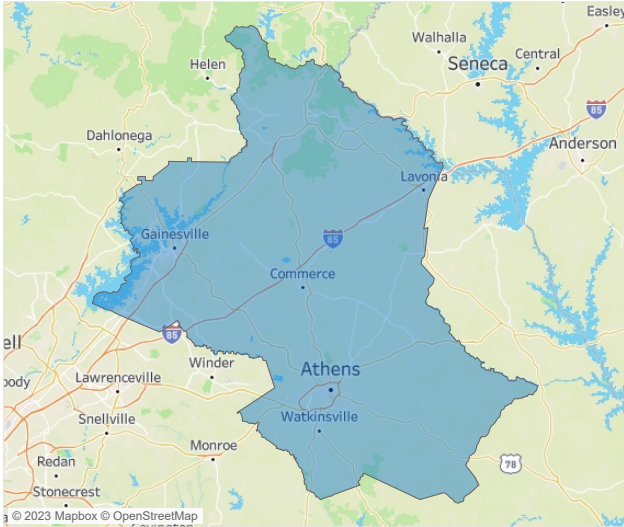 Easley
Walhalla
Central
Helen
Seneca
85
Dahlonega
Anderson
Lavonia
Gainesville
85
Commerce
85
ell
Winder
Athens
oody
Lawrenceville
Snellville
Watkinsville
Monroe
Redan
78
Stonecrest
© 2023 Mapbox © OpenStreetMap